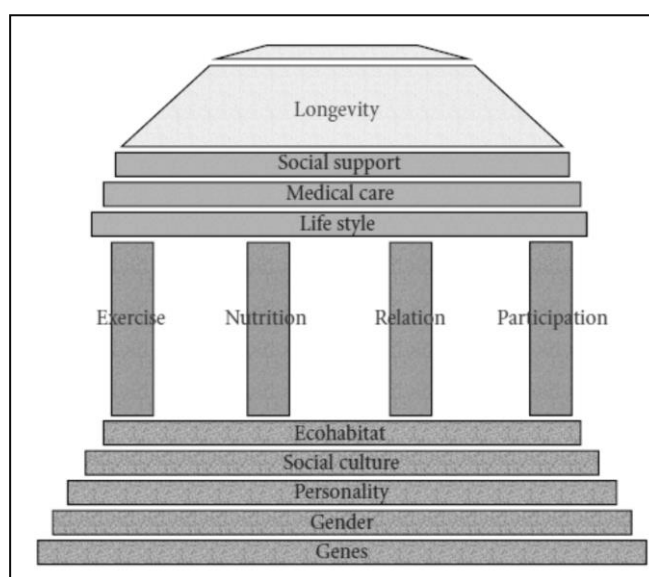 Longevity
Social support
Medical care
Life style
Exercise Nutrition Relation Participation
Ecohabitat
Social culture
Personality
Gender
Genes